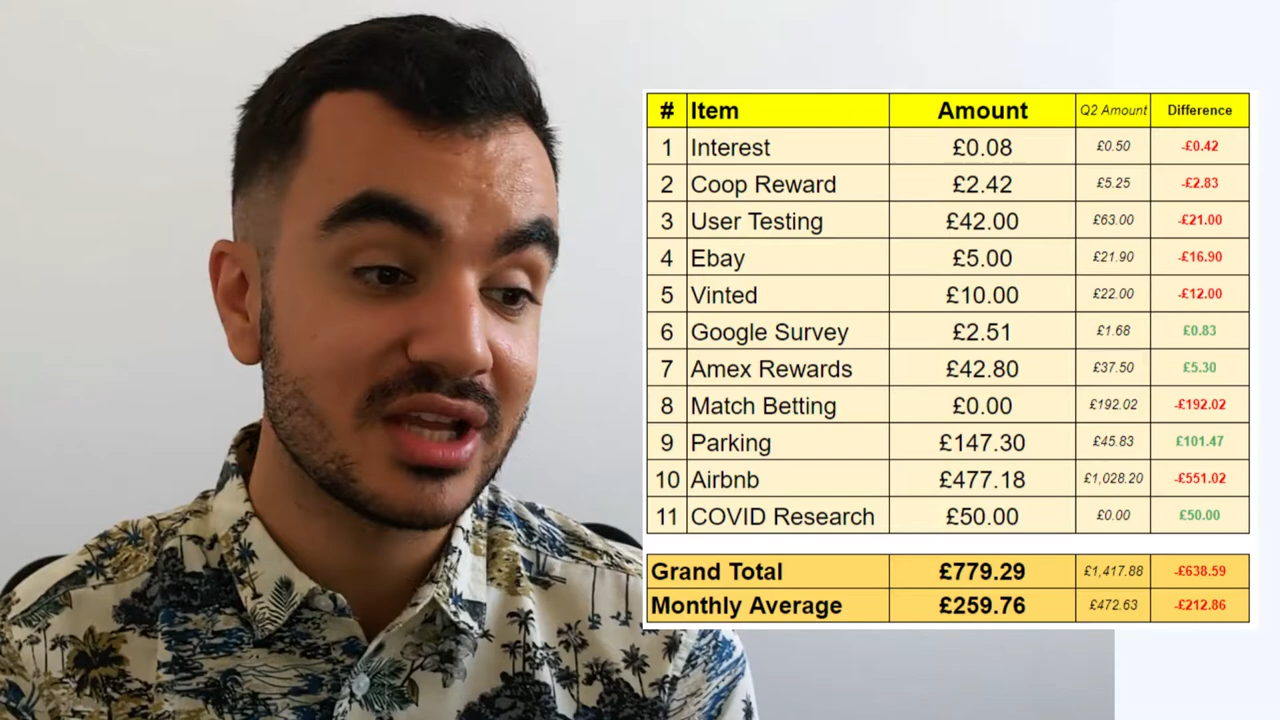 # Item Amount Q2 Amount Difference
1 Interest £0.08 £0.50 -£0.42
2 Coop Reward £2.42 £5.25 -£2.83
3 User Testing £42.00 £63.00 -£21.00
4 Ebay £5.00 £21.90 -£16.90
5 Vinted £10.00 £22.00 -£12.00
6 Google Survey £2.51 £1.68 £0.83
7 Amex Rewards £42.80 £37.50 £5.30
8 Match Betting £0.00 £192.02 -£192.02
9 Parking £147.30 £45.83 £101.47
10 Airbnb £477.18 £1,028.20 -£551.02
11 COVID Research £50.00 £0.00 £50.00
Grand Total £779.29 £1,417.88 -£638.59
Monthly Average £259.76 £472.63 -£212.86